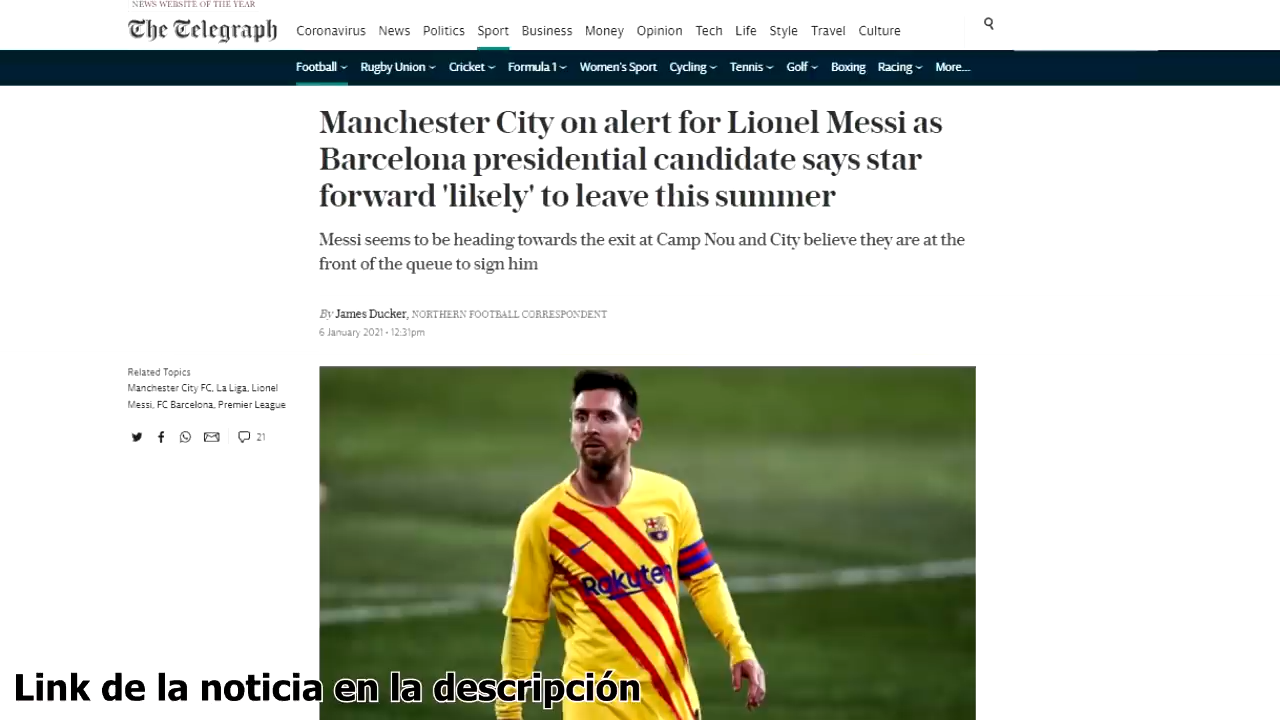 NEWS WEBSITE OF THE YEAR
The Telegraph
Coronavirus News Politics Sport Business Money Opinion Tech Life Style Travel Culture
Football Rugby Union Cricket Formula 1 Women's Sport Cycling Tennis Golf Boxing Racing More...
Manchester City on alert for Lionel Messi as
Barcelona presidential candidate says star
forward 'likely' to leave this summer
Messi seems to be heading towards the exit at Camp Nou and City believe they are at the
front of the queue to sign him
By James Ducker, NORTHERN FOOTBALL CORRESPONDENT
6 January 2021 • 12:31pm
Related Topics
Manchester City FC, La Liga, Lionel
Messi, FC Barcelona, Premier League
21
Rakuten
Link de la noticia en la descripción